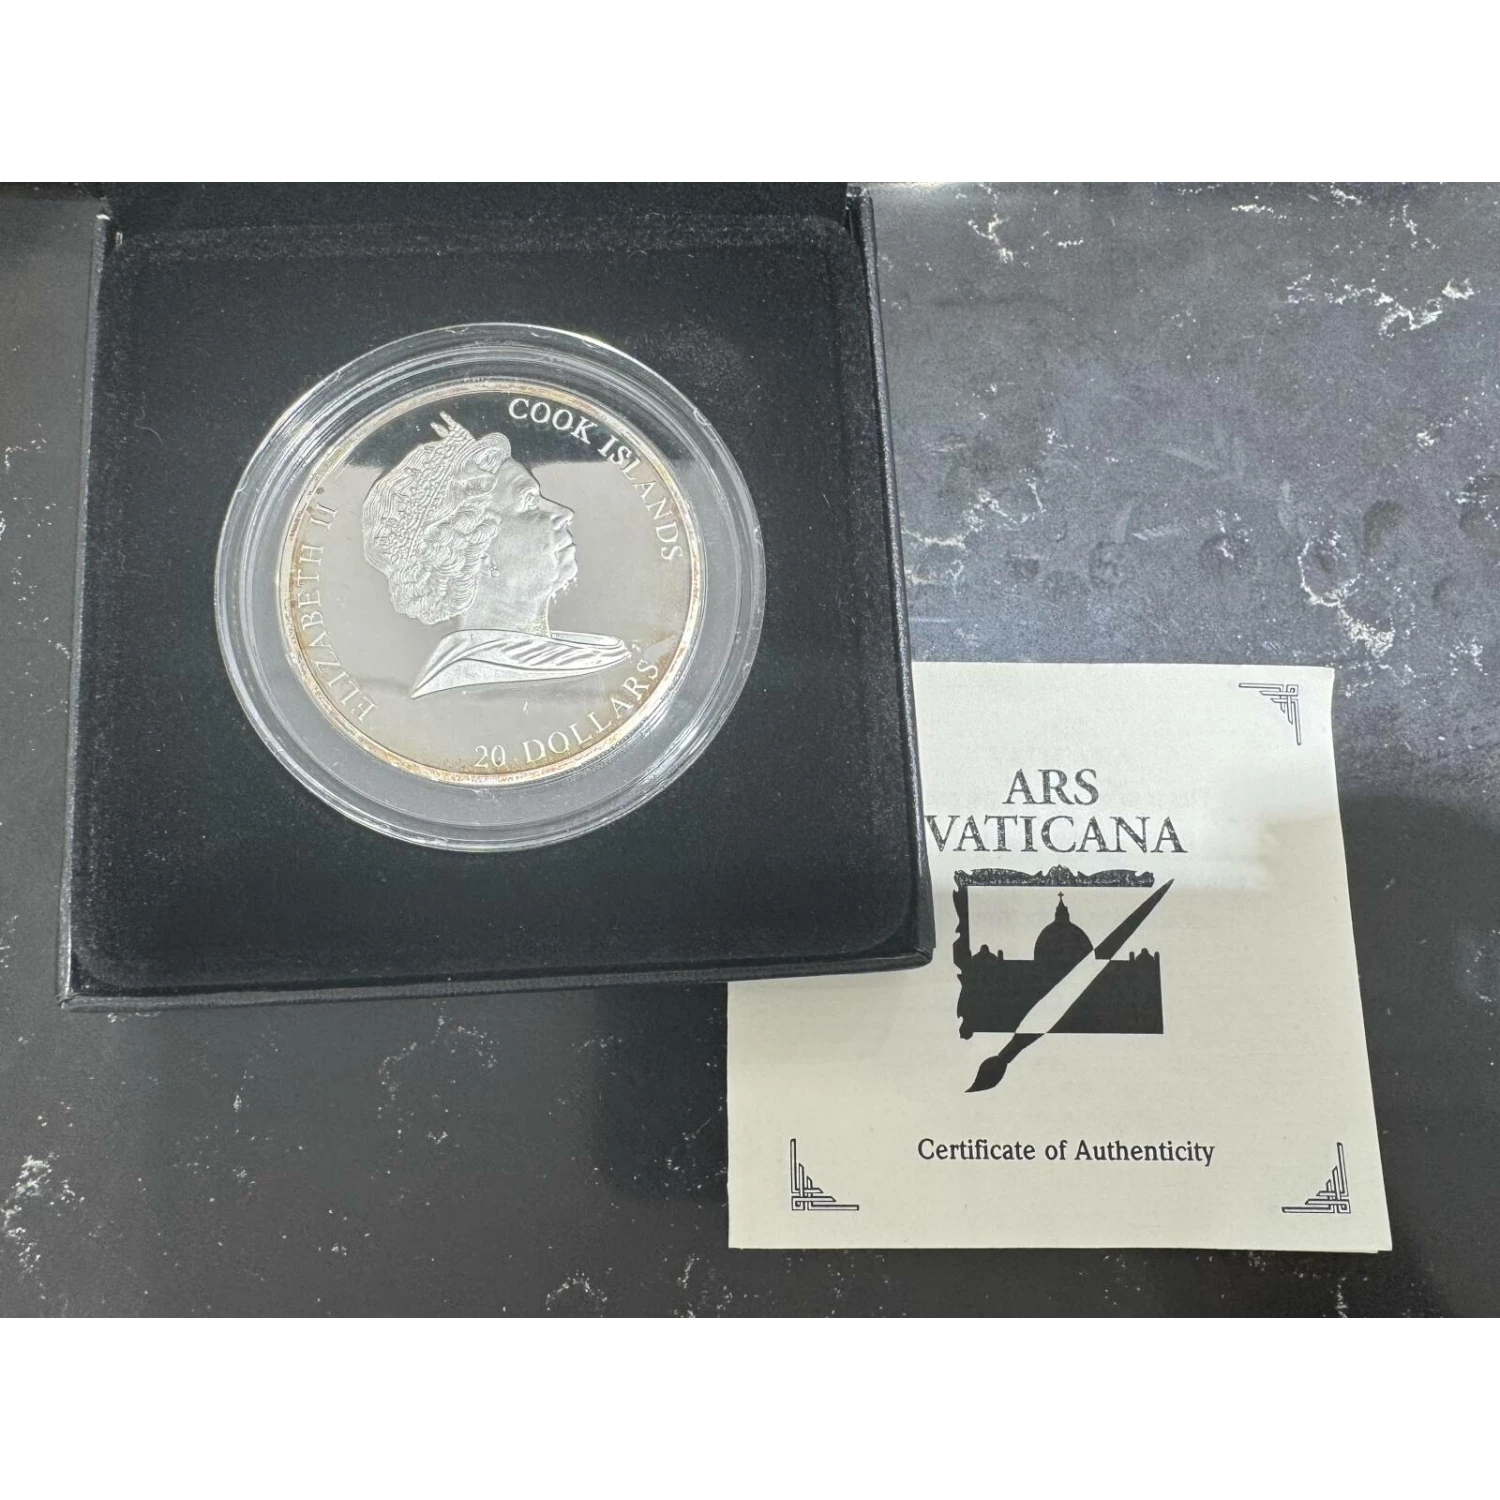 ELIZABETH II
COOK ISLANDS
20 DOLLARS
ARS
VATICANA
Certificate of Authenticity